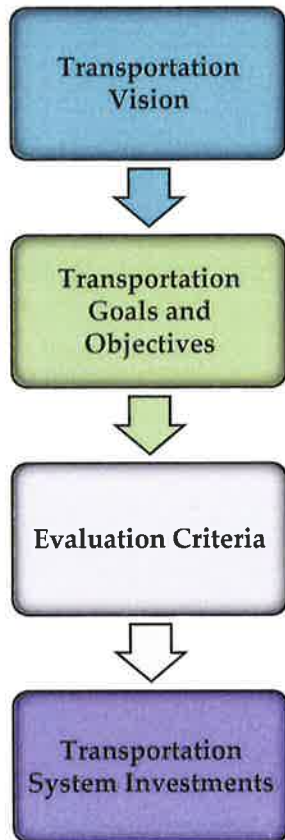 Transportation
Vision
Transportation
Goals and
Objectives
Evaluation Criteria
Transportation
System Investments